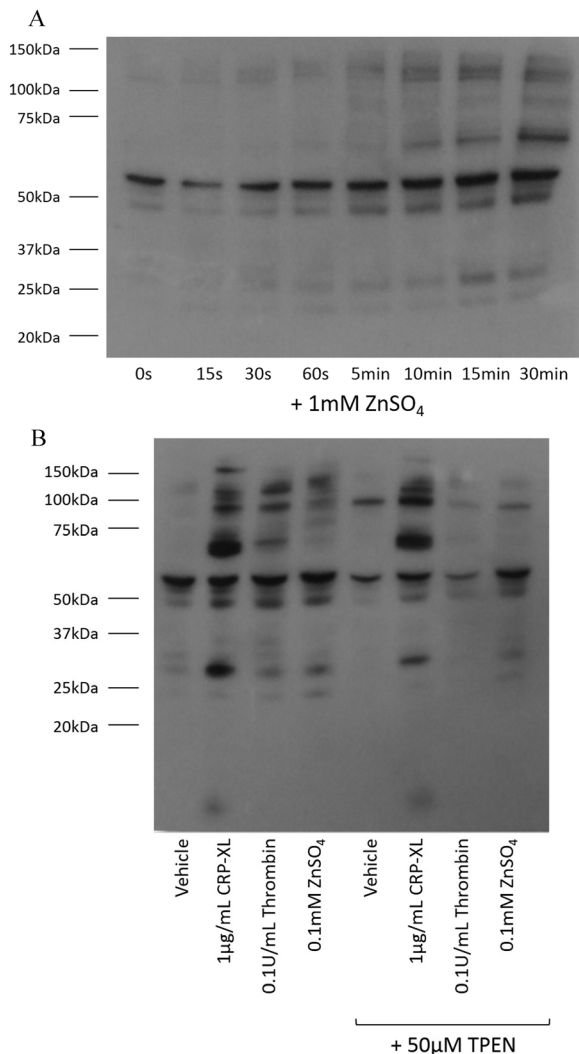 A
150kDa
100kDa
75kDa
50kDa
37kDa
25kDa
20kDa
0s 15s 30s 60s 5min 10min 15min 30min
+ 1mM ZnSO₄
B
150kDa
100kDa
75kDa
50kDa
37kDa
25kDa
20kDa
Vehicle
1µg/mL CRP-XL
0.1U/mL Thrombin
0.1mM ZnSO₄
Vehicle
1µg/mL CRP-XL
0.1U/mL Thrombin
0.1mM ZnSO₄
+ 50µM TPEN